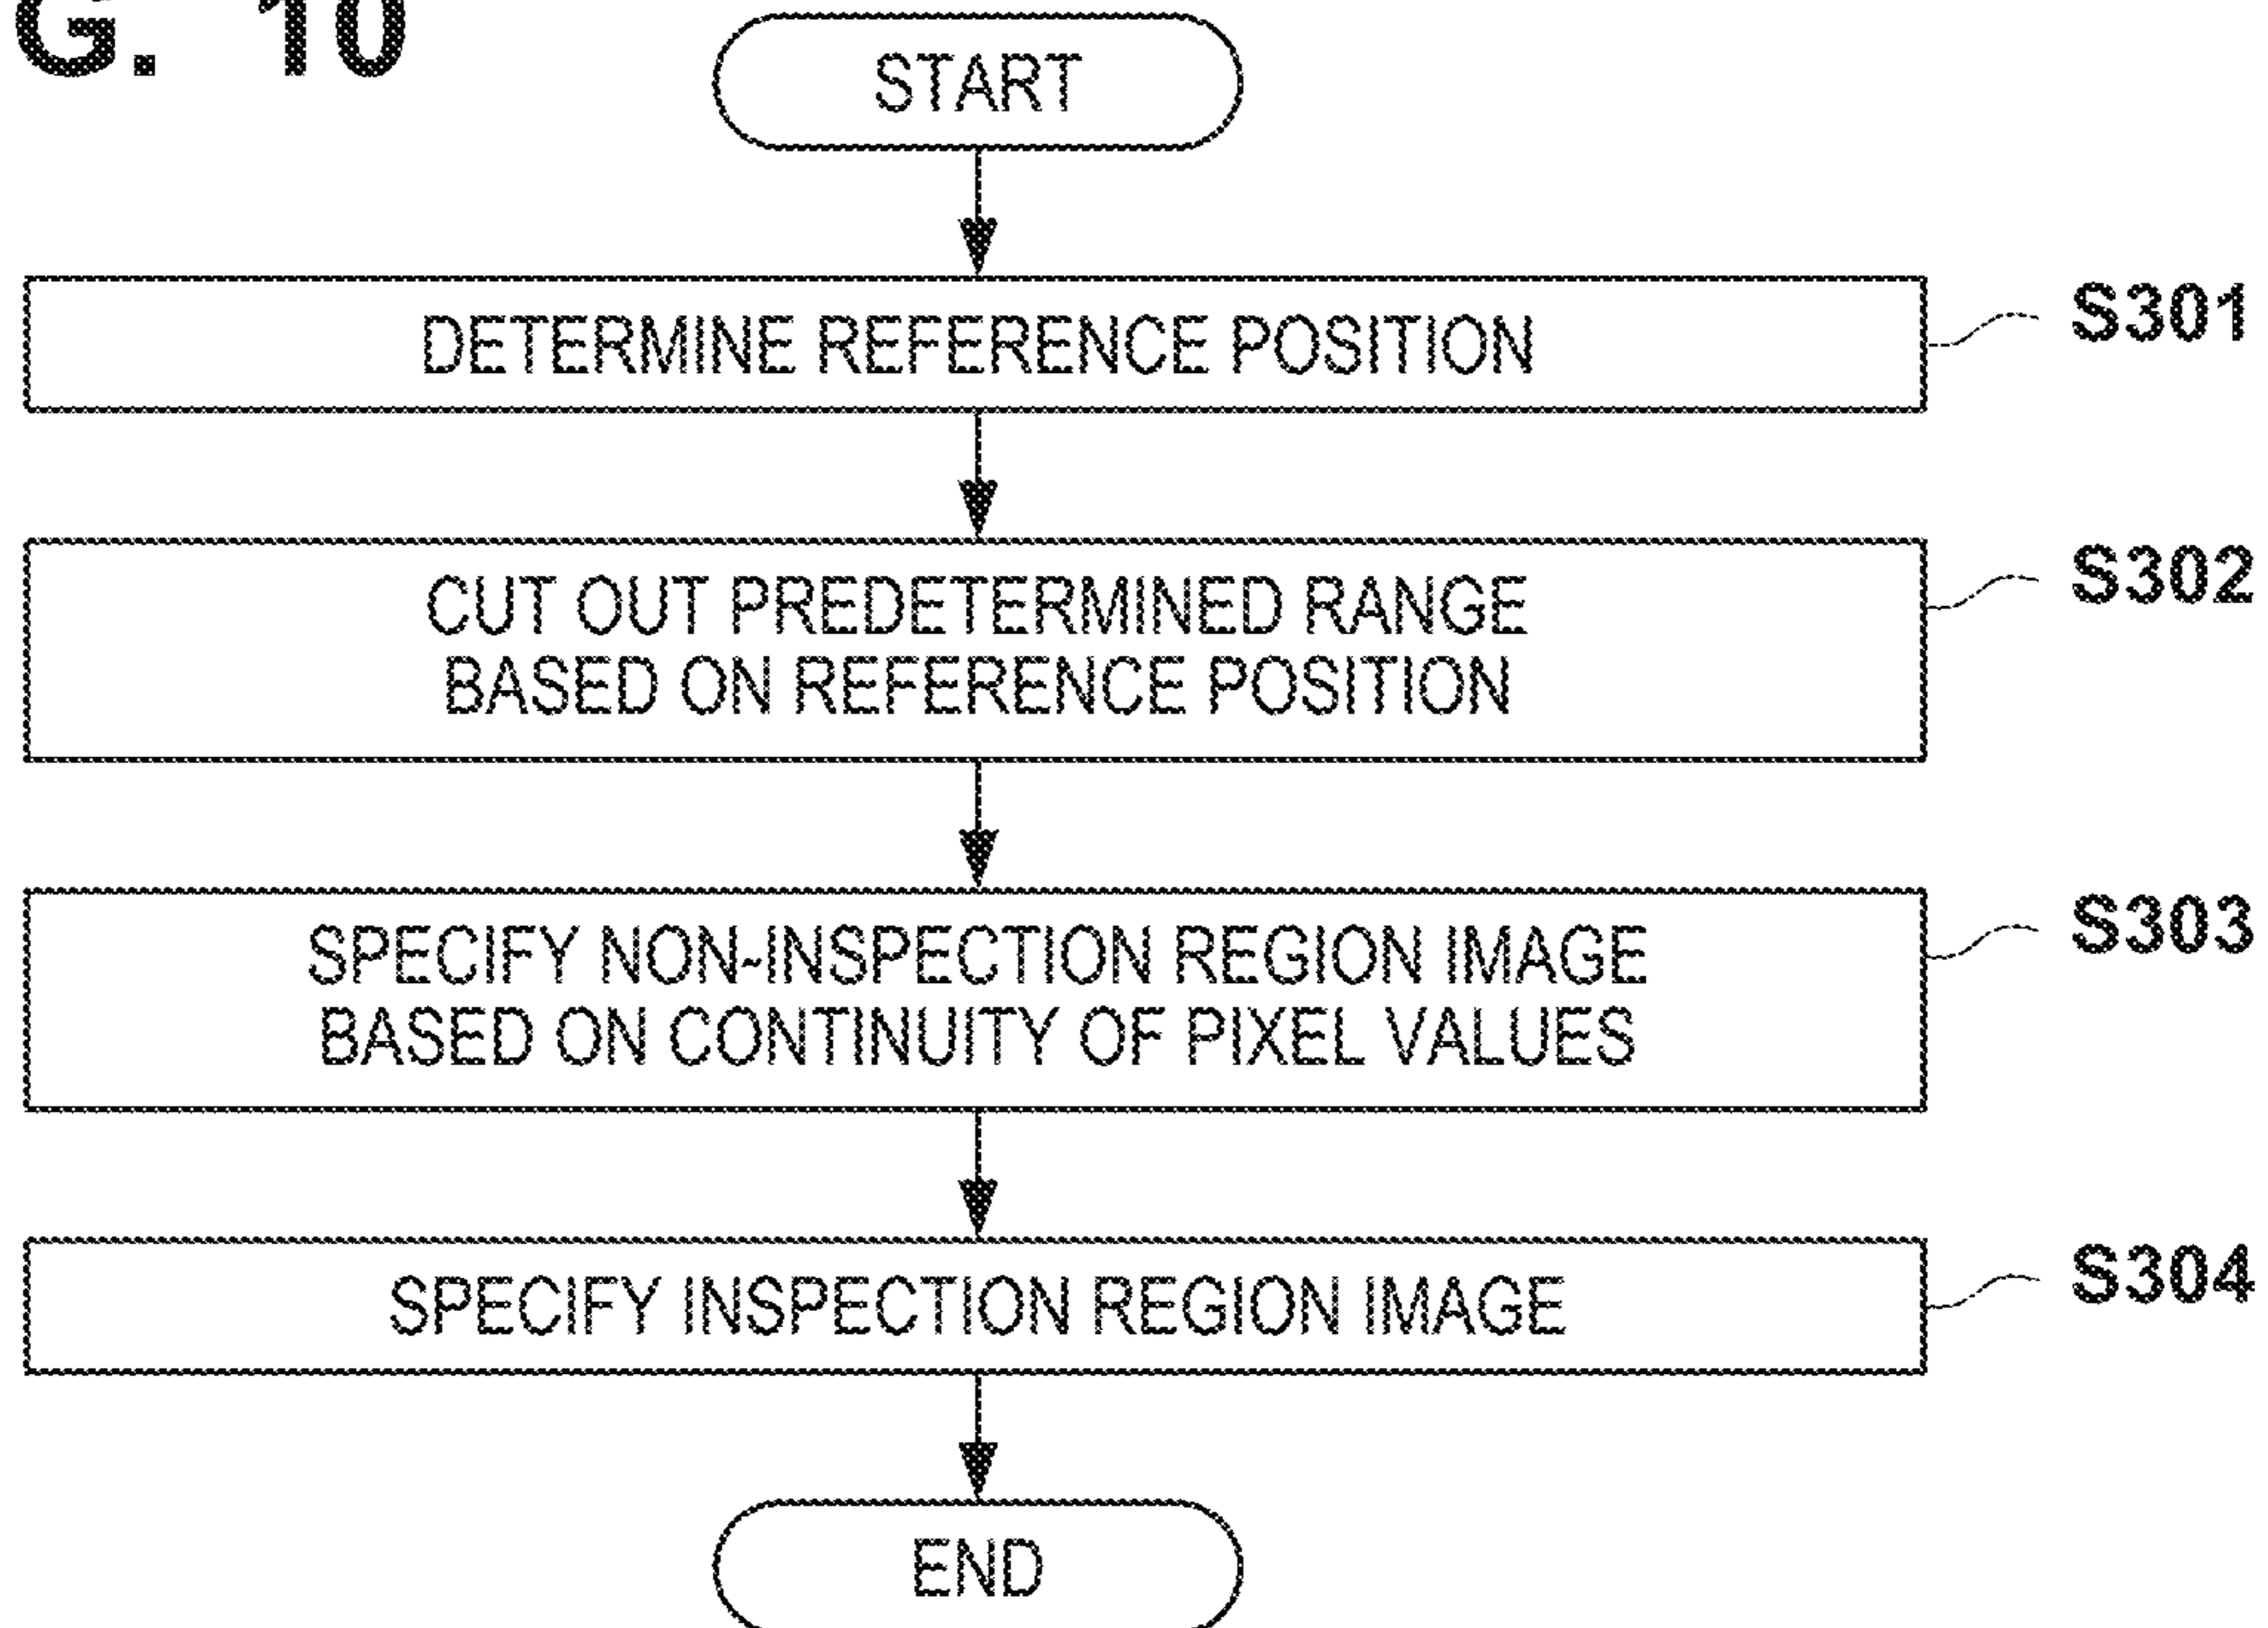 G. 10
START
DETERMINE REFERENCE POSITION
S301
CUT OUT PREDETERMINED RANGE
BASED ON REFERENCE POSITION
S302
SPECIFY NON-INSPECTION REGION IMAGE
BASED ON CONTINUITY OF PIXEL VALUES
S303
SPECIFY INSPECTION REGION IMAGE
S304
END